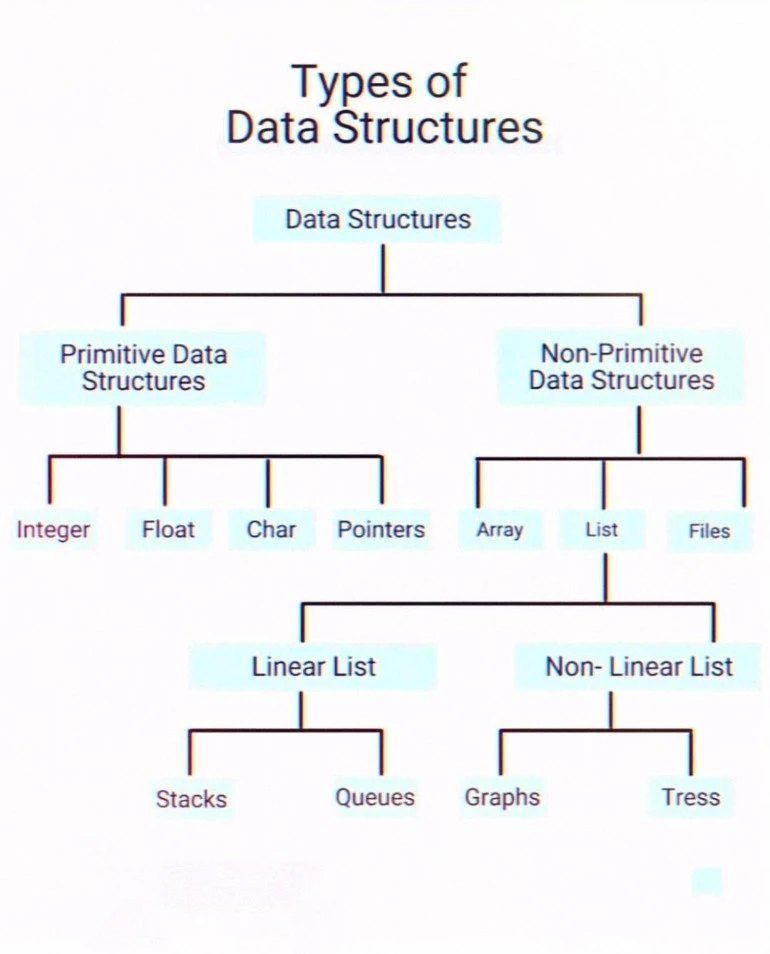 Types of
Data Structures
Data Structures
Primitive Data
Structures
Non-Primitive
Data Structures
Integer
Float
Char
Pointers
Array
List
Files
Linear List
Non- Linear List
Stacks
Queues
Graphs
Tress